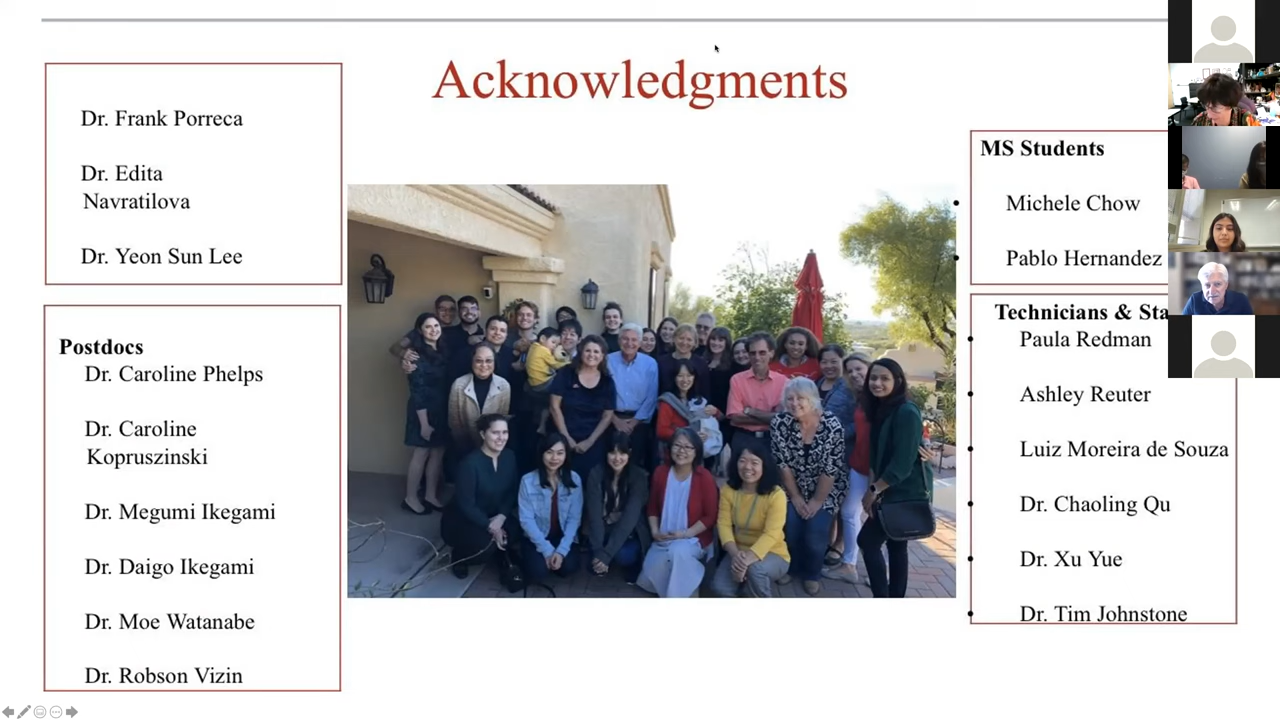 Acknowledgments
Dr. Frank Porreca
Dr. Edita
Navratilova
Dr. Yeon Sun Lee
Postdocs
Dr. Caroline Phelps
Dr. Caroline
Kopruszinski
Dr. Megumi Ikegami
Dr. Daigo Ikegami
Dr. Moe Watanabe
Dr. Robson Vizin
MS Students
Michele Chow
Pablo Hernandez
Technicians & Sta
Paula Redman
Ashley Reuter
Luiz Moreira de Souza
Dr. Chaoling Qu
Dr. Xu Yue
Dr. Tim Johnstone